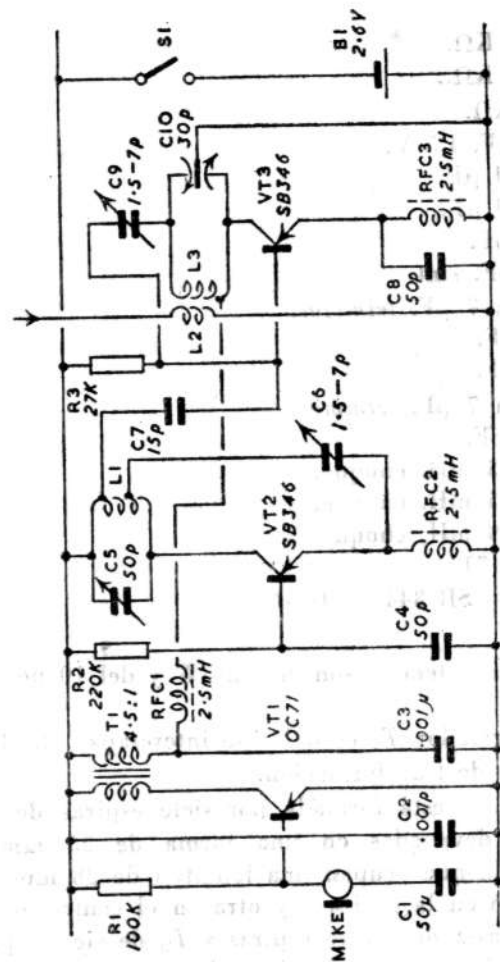 R1
100K
MIKE
C1
50μ
C2
C3
.001μ
T1
4·5:1
VT1
OC71
RFC1
2·5mH
R2
220K
C4
50p
C5
50p
L1
VT2
SB346
RFC2
2·5mH
C6
1·5-7p
C7
15p
R3
27K
L2
L3
C9
1·5-7p
C10
30p
VT3
SB346
C8
50p
RFC3
2·5mH
S1
B1
2·6V